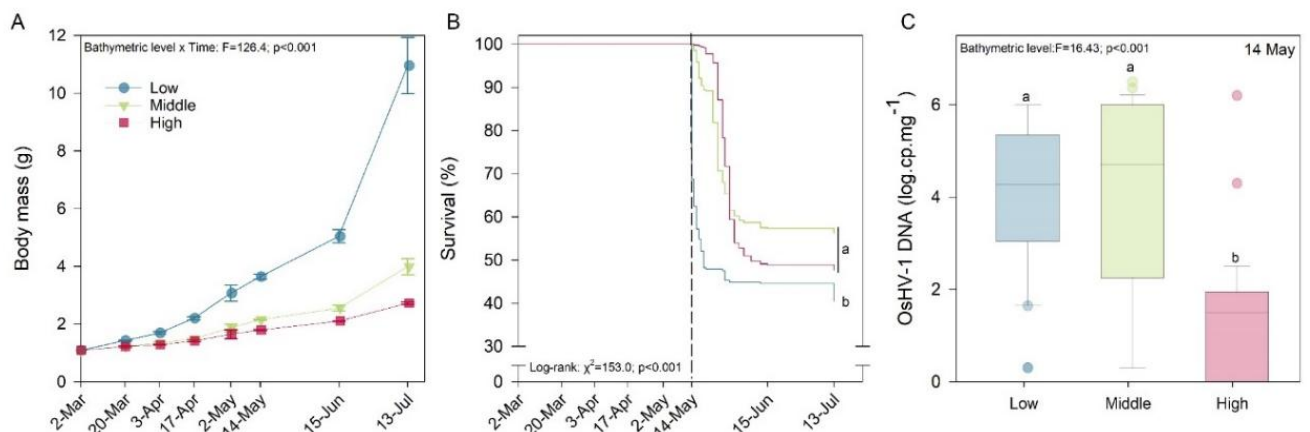 A
Body mass (g)
12
10
8
6
4
2
0
Bathymetric level x Time: F=126.4; p<0.001
Low
Middle
High
2-Mar
20-Mar
3-Apr
17-Apr
2-May
14-May
15-Jun
13-Jul
B
Survival (%)
100
90
80
70
60
50
40
30
0
a
b
Log-rank: χ²=153.0; p<0.001
2-Mar
20-Mar
3-Apr
17-Apr
2-May
14-May
15-Jun
13-Jul
C
OsHV-1 DNA (log.cp.mg⁻¹)
6
4
2
0
Bathymetric level:F=16.43; p<0.001
14 May
a
a
b
Low
Middle
High